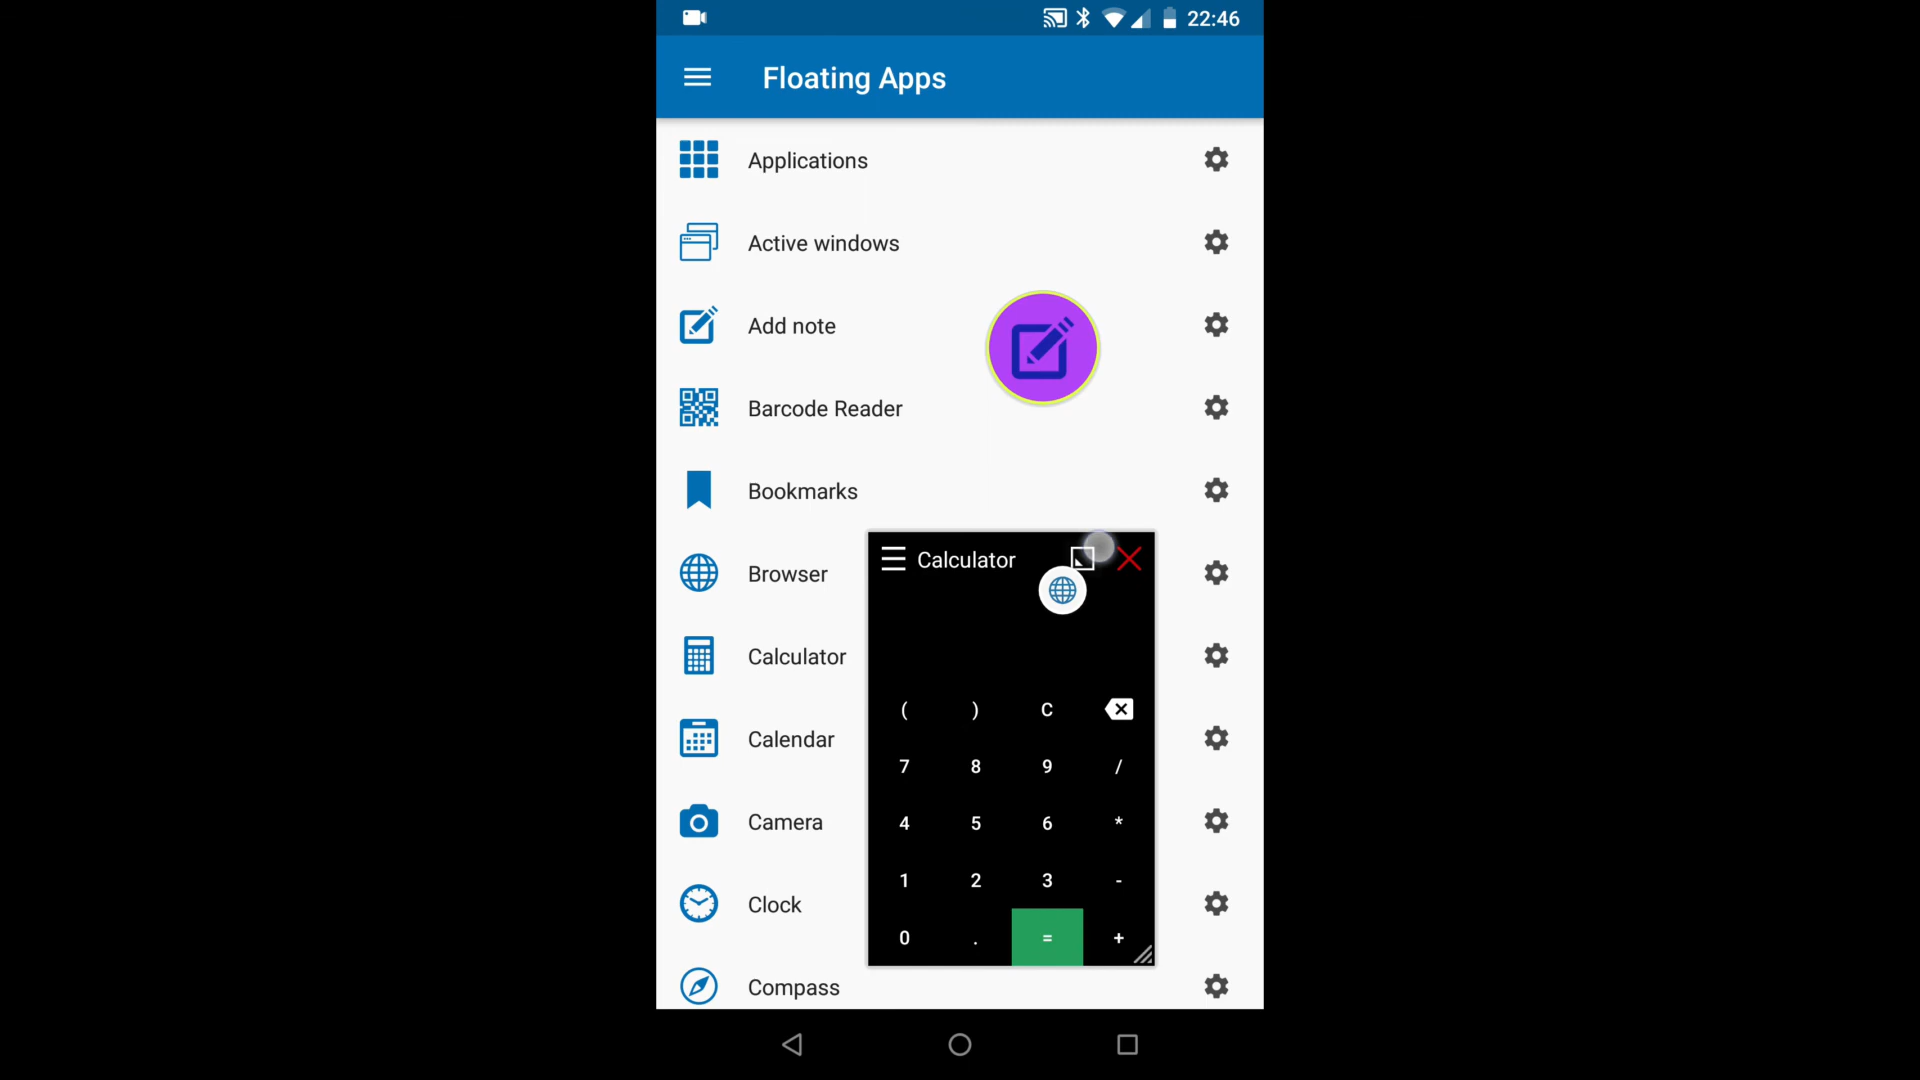 22:46
Floating Apps
Applications
Active windows
Add note
Barcode Reader
Bookmarks
Browser
Calculator
Calendar
Camera
Clock
Compass
Calculator
( ) C
7 8 9 /
4 5 6 *
1 2 3 -
0 . = +